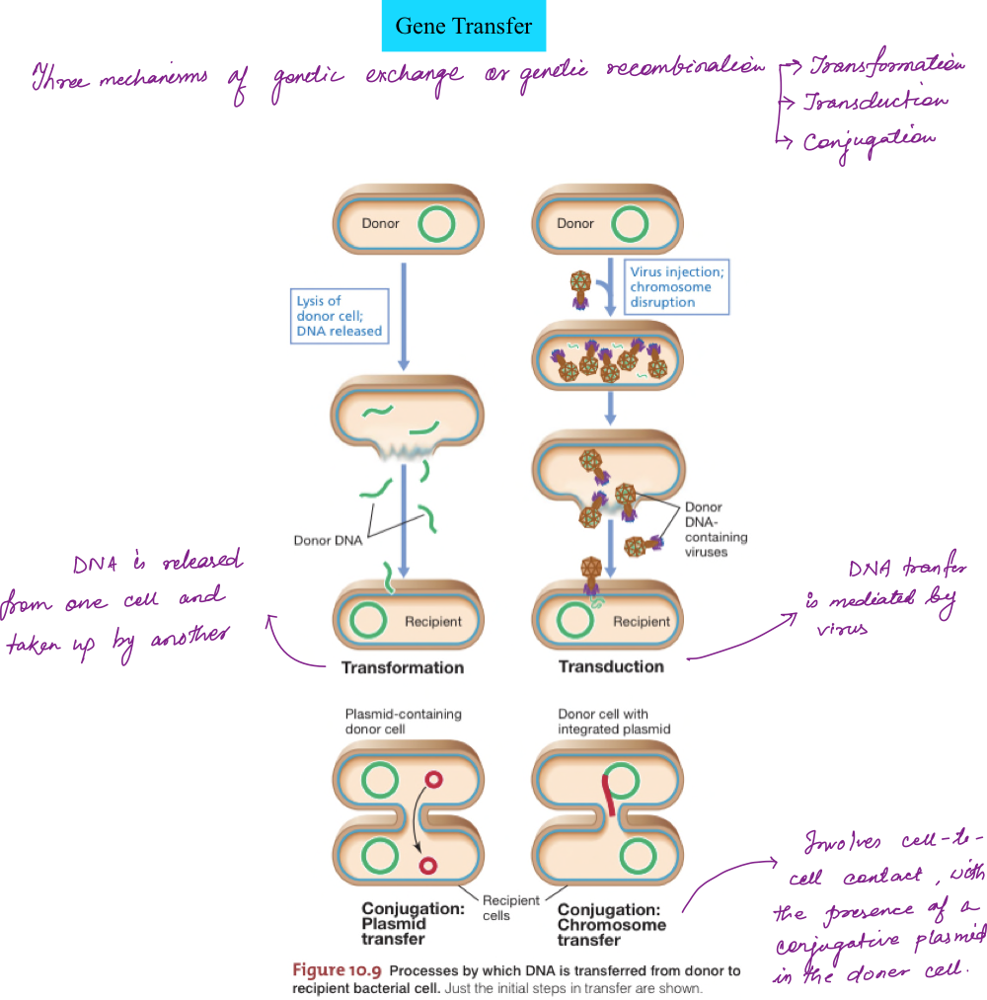 Gene Transfer
Three mechanisms of genetic exchange or genetic recombination → Transformation
→ Transduction
→ Conjugation
Donor
Donor
Lysis of
donor cell;
DNA released
Virus injection;
chromosome
disruption
Donor DNA
Donor
DNA-
containing
viruses
DNA is released
from one cell and
taken up by another
Recipient
Recipient
DNA transfer
is mediated by
virus
Transformation
Transduction
Plasmid-containing
donor cell
Donor cell with
integrated plasmid
Recipient
cells
Conjugation:
Plasmid
transfer
Conjugation:
Chromosome
transfer
Involves cell-to-
cell contact, with
the presence of a
conjugative plasmid
in the doner cell.
Figure 10.9 Processes by which DNA is transferred from donor to
recipient bacterial cell. Just the initial steps in transfer are shown.